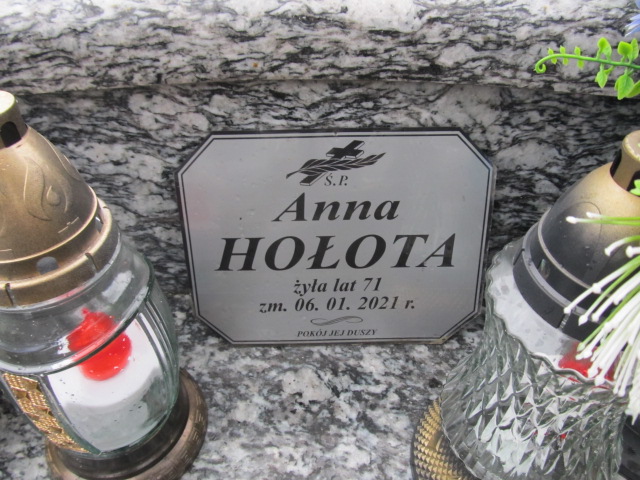 Ś.P.
Anna
HOŁOTA
żyła lat 71
zm. 06. 01. 2021 r.
POKÓJ JEJ DUSZY